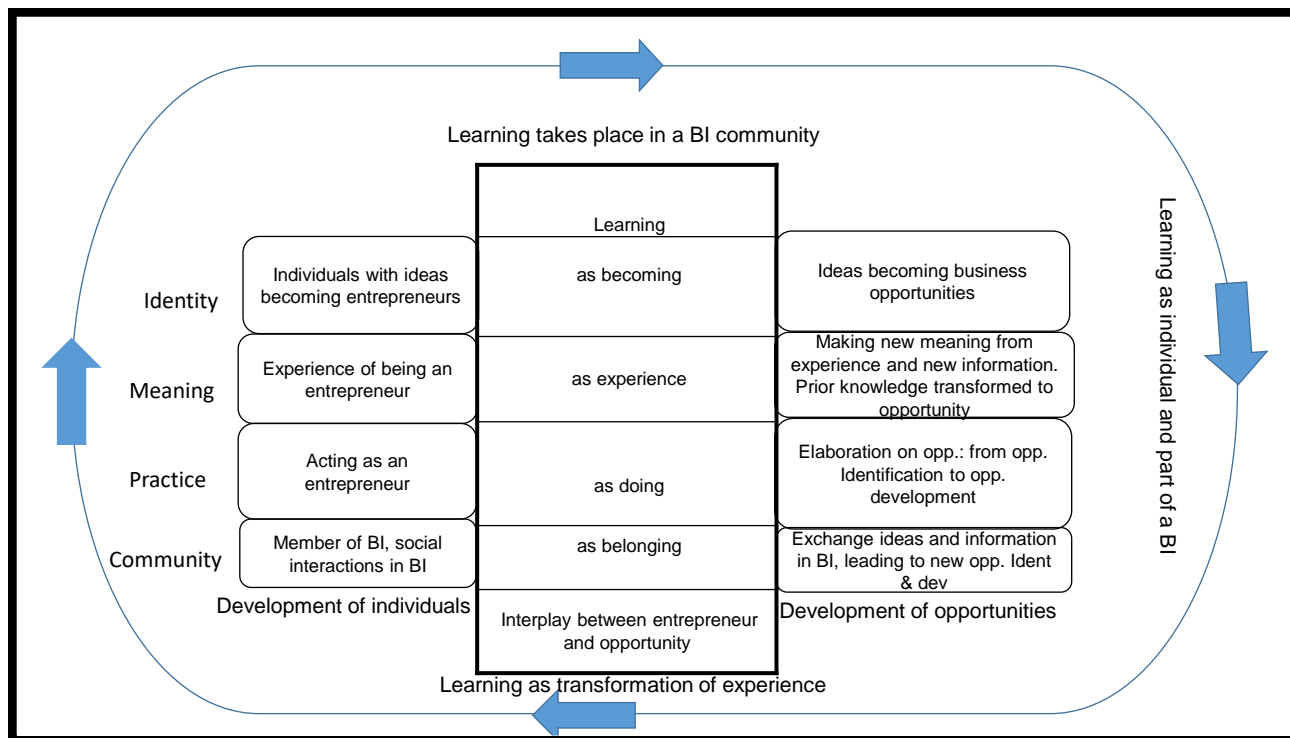 Learning takes place in a BI community
Learning
Identity
Individuals with ideas
becoming entrepreneurs
as becoming
Ideas becoming business
opportunities
Meaning
Experience of being an
entrepreneur
as experience
Making new meaning from
experience and new information.
Prior knowledge transformed to
opportunity
Practice
Acting as an
entrepreneur
as doing
Elaboration on opp.: from opp.
Identification to opp.
development
Community
Member of BI, social
interactions in BI
as belonging
Exchange ideas and information
in BI, leading to new opp. Ident
& dev
Development of individuals
Interplay between entrepreneur
and opportunity
Development of opportunities
Learning as transformation of experience
Learning as individual and part of a BI